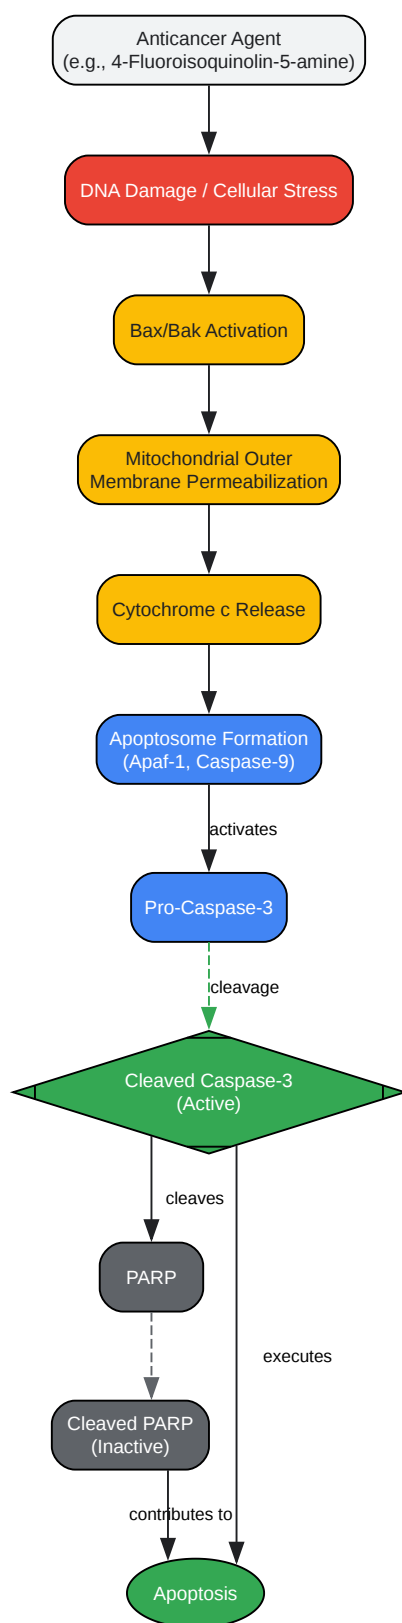 Anticancer Agent
(e.g., 4-Fluoroisoquinolin-5-amine)
DNA Damage / Cellular Stress
Bax/Bak Activation
Mitochondrial Outer
Membrane Permeabilization
Cytochrome c Release
Apoptosome Formation
(Apaf-1, Caspase-9)
activates
Pro-Caspase-3
cleavage
Cleaved Caspase-3
(Active)
cleaves
PARP
executes
Cleaved PARP
(Inactive)
contributes to
Apoptosis